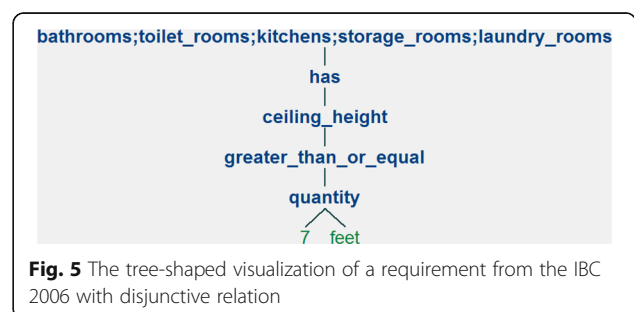 bathrooms;toilet_rooms;kitchens;storage_rooms;laundry_rooms
has
ceiling_height
greater_than_or_equal
quantity
7 feet
Fig. 5 The tree-shaped visualization of a requirement from the IBC
2006 with disjunctive relation